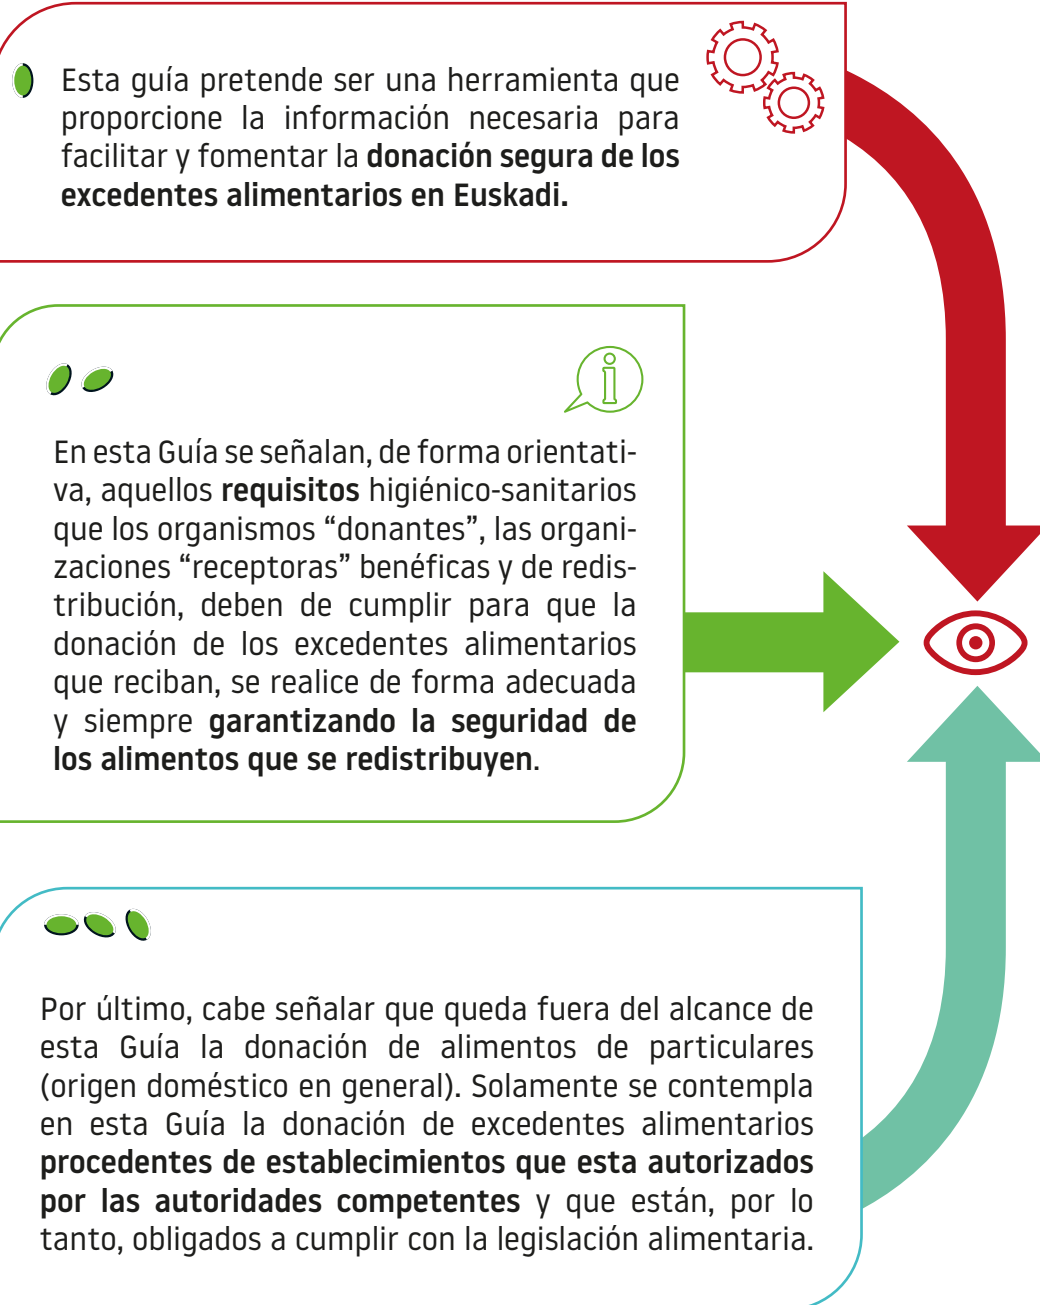 Esta guía pretende ser una herramienta que
proporcione la información necesaria para
facilitar y fomentar la donación segura de los
excedentes alimentarios en Euskadi.
En esta Guía se señalan, de forma orientati-
va, aquellos requisitos higiénico-sanitarios
que los organismos “donantes”, las organi-
zaciones “receptoras” benéficas y de redis-
tribución, deben de cumplir para que la
donación de los excedentes alimentarios
que reciban, se realice de forma adecuada
y siempre garantizando la seguridad de
los alimentos que se redistribuyen.
Por último, cabe señalar que queda fuera del alcance de
esta Guía la donación de alimentos de particulares
(origen doméstico en general). Solamente se contempla
en esta Guía la donación de excedentes alimentarios
procedentes de establecimientos que esta autorizados
por las autoridades competentes y que están, por lo
tanto, obligados a cumplir con la legislación alimentaria.